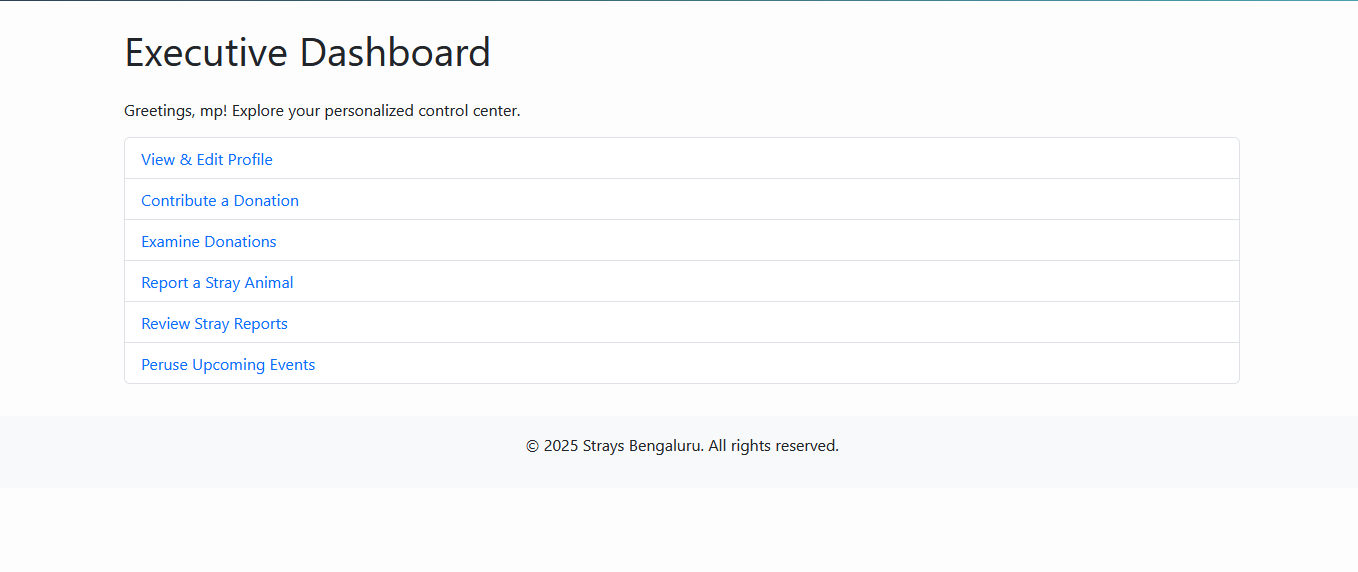 Executive Dashboard
Greetings, mp! Explore your personalized control center.
View & Edit Profile
Contribute a Donation
Examine Donations
Report a Stray Animal
Review Stray Reports
Peruse Upcoming Events
© 2025 Strays Bengaluru. All rights reserved.